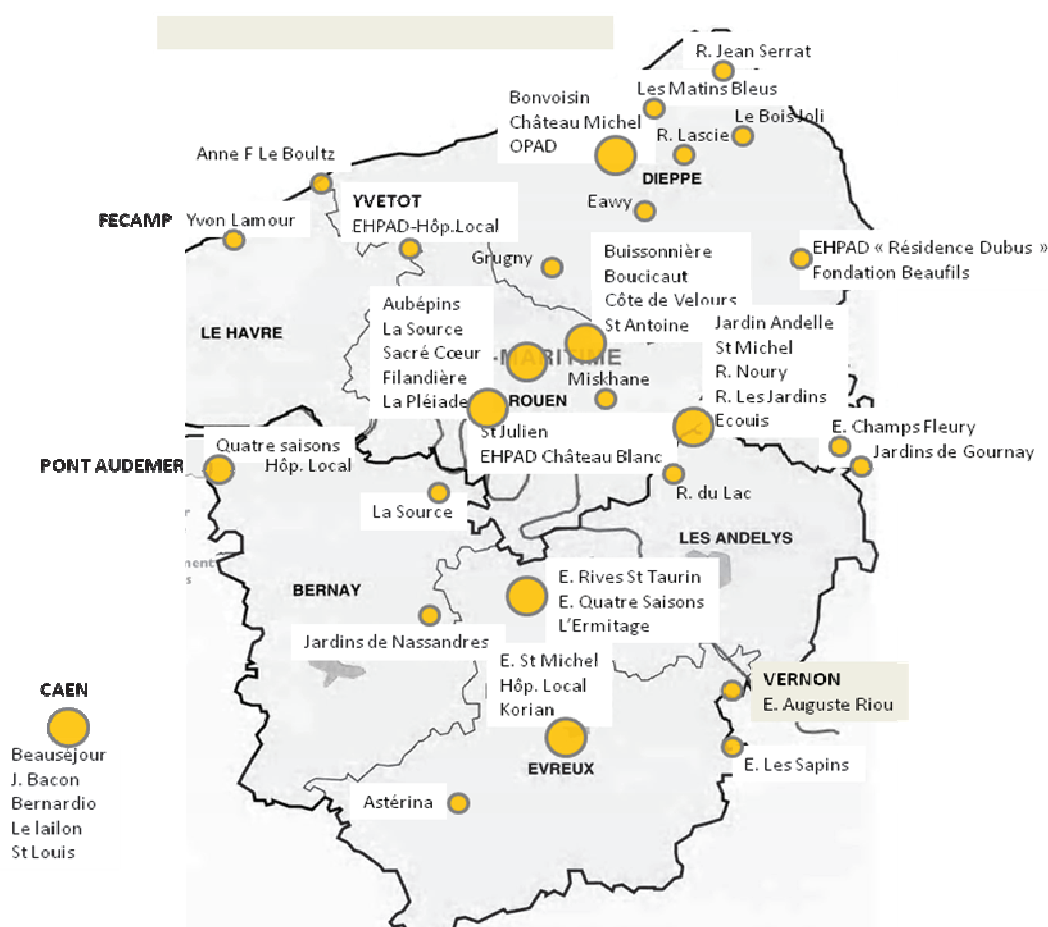 R. Jean Serrat
Les Matins Bleus
Bonvoisin
Château Michel
OPAD
Le Bois Joli
R. Lascie
DIEPPE
Anne F Le Boultz
Eawy
YVETOT
EHPAD-Hôp.Local
FECAMP
Yvon Lamour
Grugny
Buissonnière
Boucicaut
Côte de Velours
St Antoine
EHPAD « Résidence Dubus »
Fondation Beaufils
LE HAVRE
Aubépins
La Source
Sacré Cœur
Filandière
La Pléiade
-MARITIME
Jardin Andelle
St Michel
R. Noury
R. Les Jardins
Ecouis
Miskhane
ROUEN
St Julien
EHPAD Château Blanc
E. Champs Fleury
Jardins de Gournay
PONT AUDEMER
Quatre saisons
Hôp. Local
R. du Lac
La Source
LES ANDELYS
BERNAY
E. Rives St Taurin
E. Quatre Saisons
L'Ermitage
Jardins de Nassandres
E. St Michel
Hôp. Local
Korian
VERNON
E. Auguste Riou
CAEN
Beauséjour
J. Bacon
Bernardio
Le lailon
St Louis
EVREUX
E. Les Sapins
Astérina